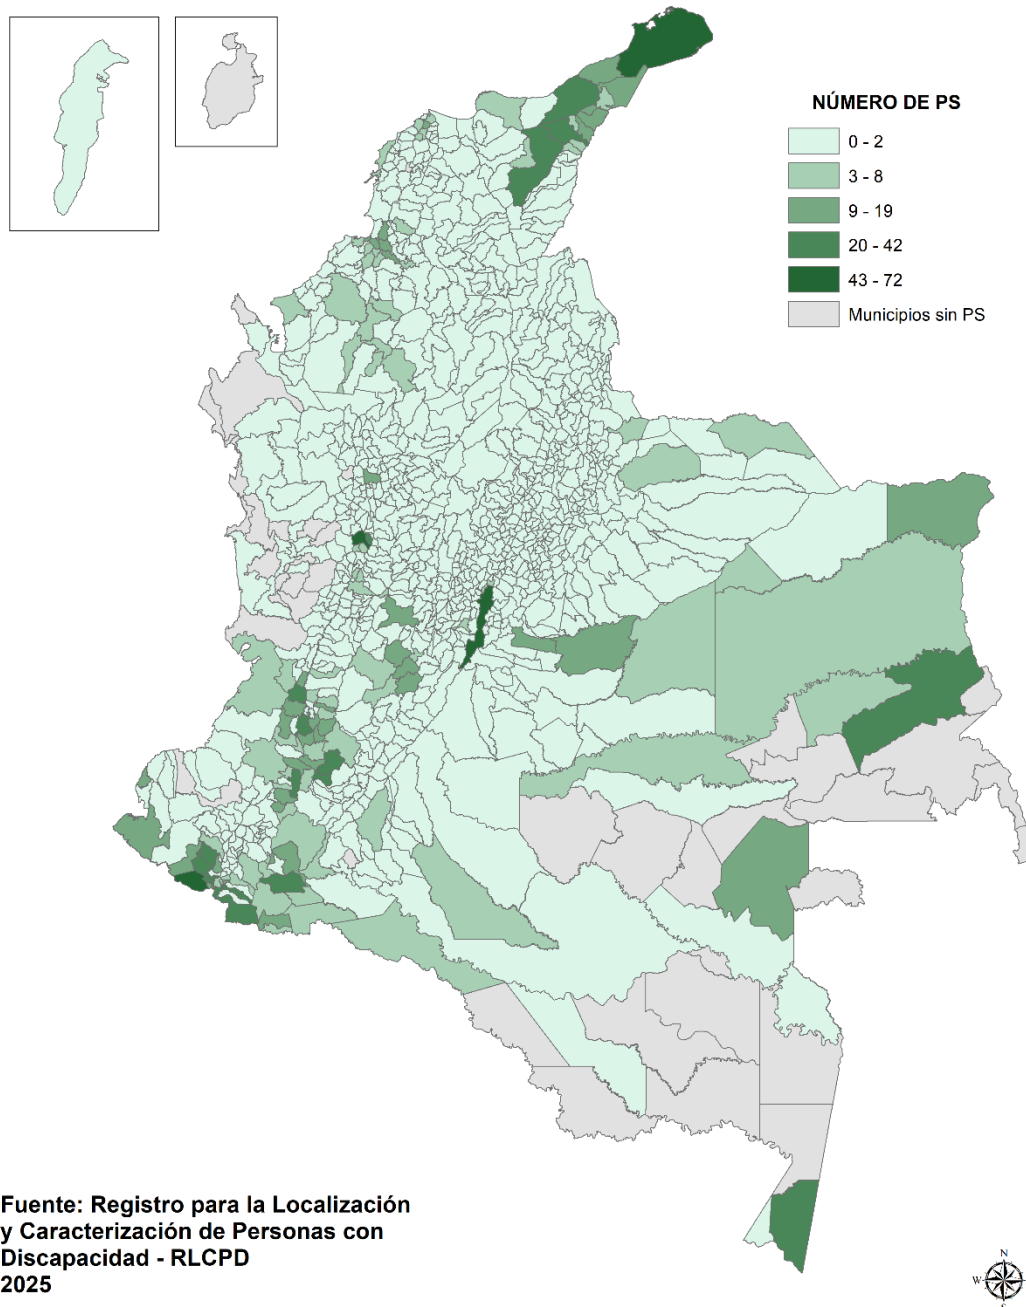 NÚMERO DE PS
0 - 2
3 - 8
9 - 19
20 - 42
43 - 72
Municipios sin PS
Fuente: Registro para la Localización
y Caracterización de Personas con
Discapacidad - RLCPD
2025
N
W
S